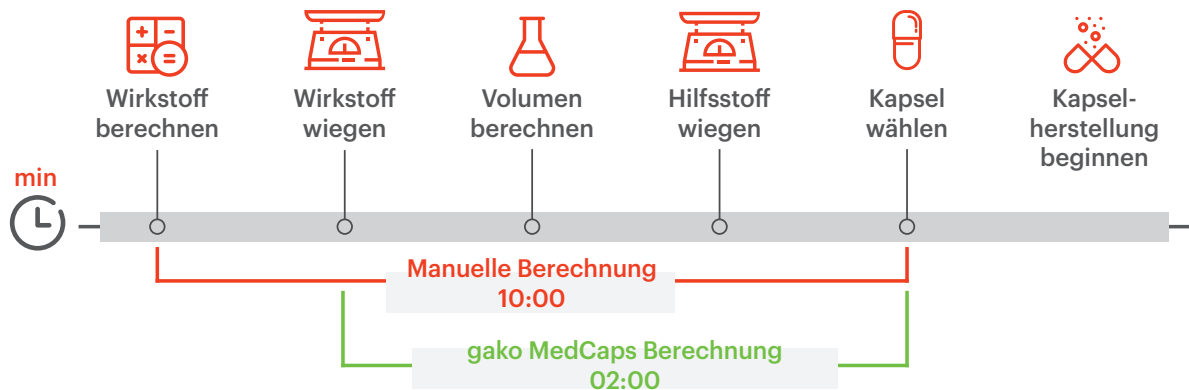 Wirkstoff
berechnen
Wirkstoff
wiegen
Volumen
berechnen
Hilfsstoff
wiegen
Kapsel
wählen
Kapsel-
herstellung
beginnen
min
Manuelle Berechnung
10:00
gako MedCaps Berechnung
02:00